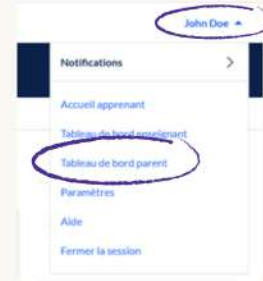 John Doe
Notifications
Accueil apprenant
Tableau de bord enseignant
Tableau de bord parent
Paramètres
Aide
Fermer la session